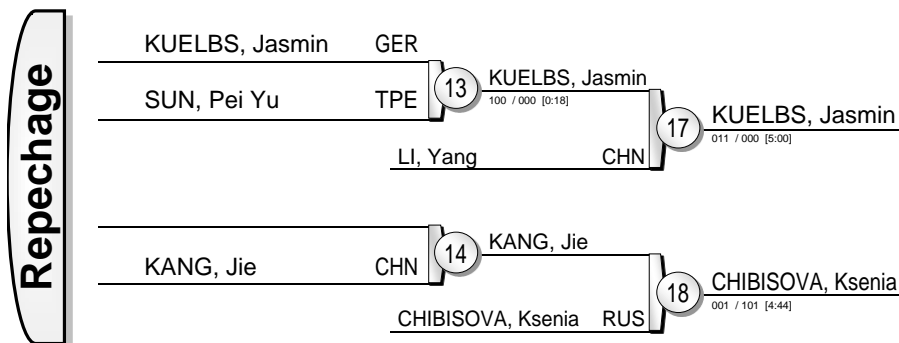 Repechage
KUELBS, Jasmin GER
SUN, Pei Yu TPE
13
KUELBS, Jasmin
100 / 000 [0:18]
LI, Yang CHN
17
KUELBS, Jasmin
011 / 000 [5:00]
KANG, Jie CHN
14
KANG, Jie
CHIBISOVA, Ksenia RUS
18
CHIBISOVA, Ksenia
001 / 101 [4:44]